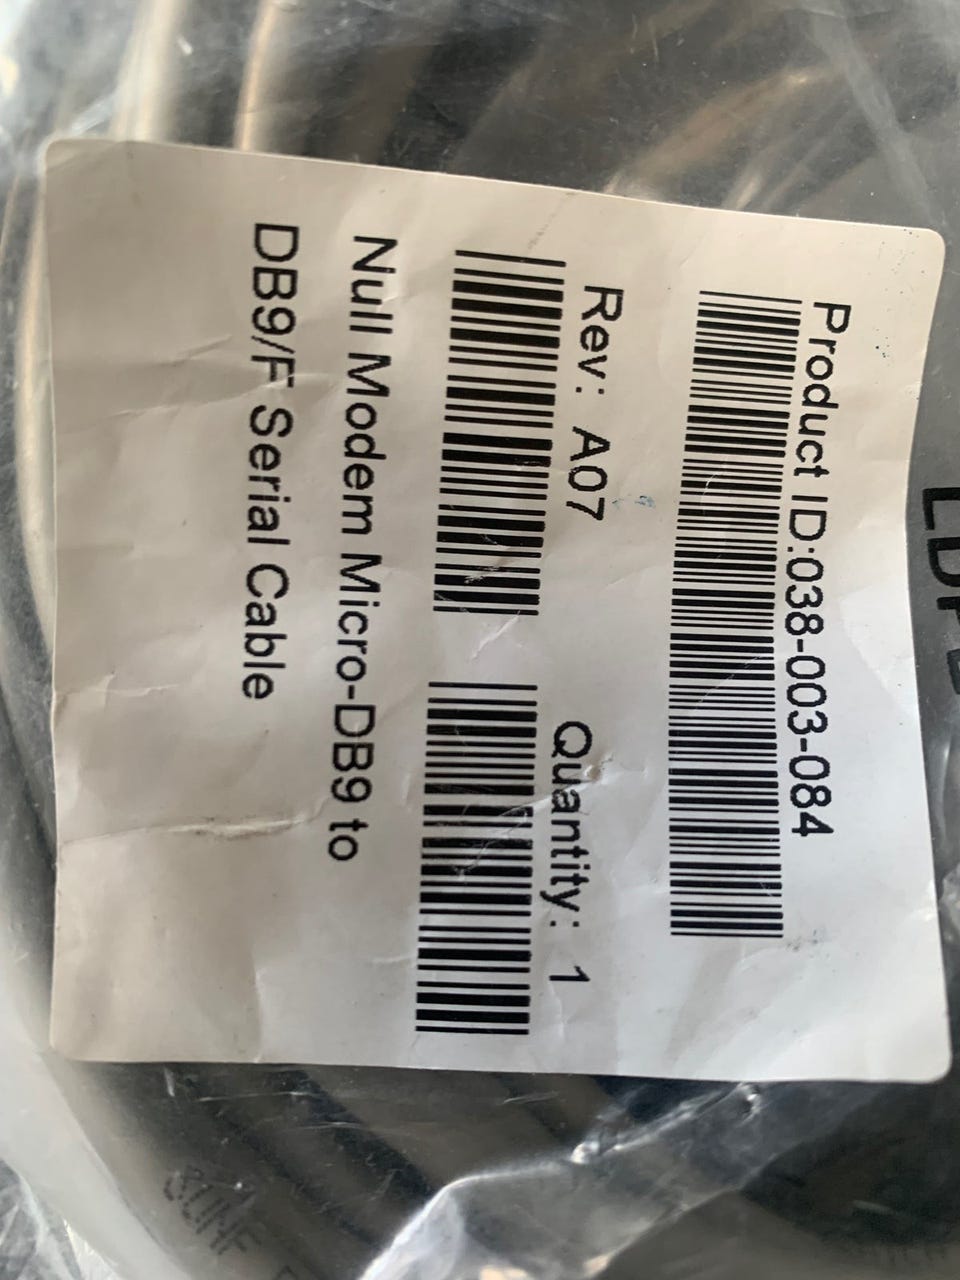 Product ID:038-003-084
Rev: A07 Quantity: 1
Null Modem Micro-DB9 to
DB9/F Serial Cable